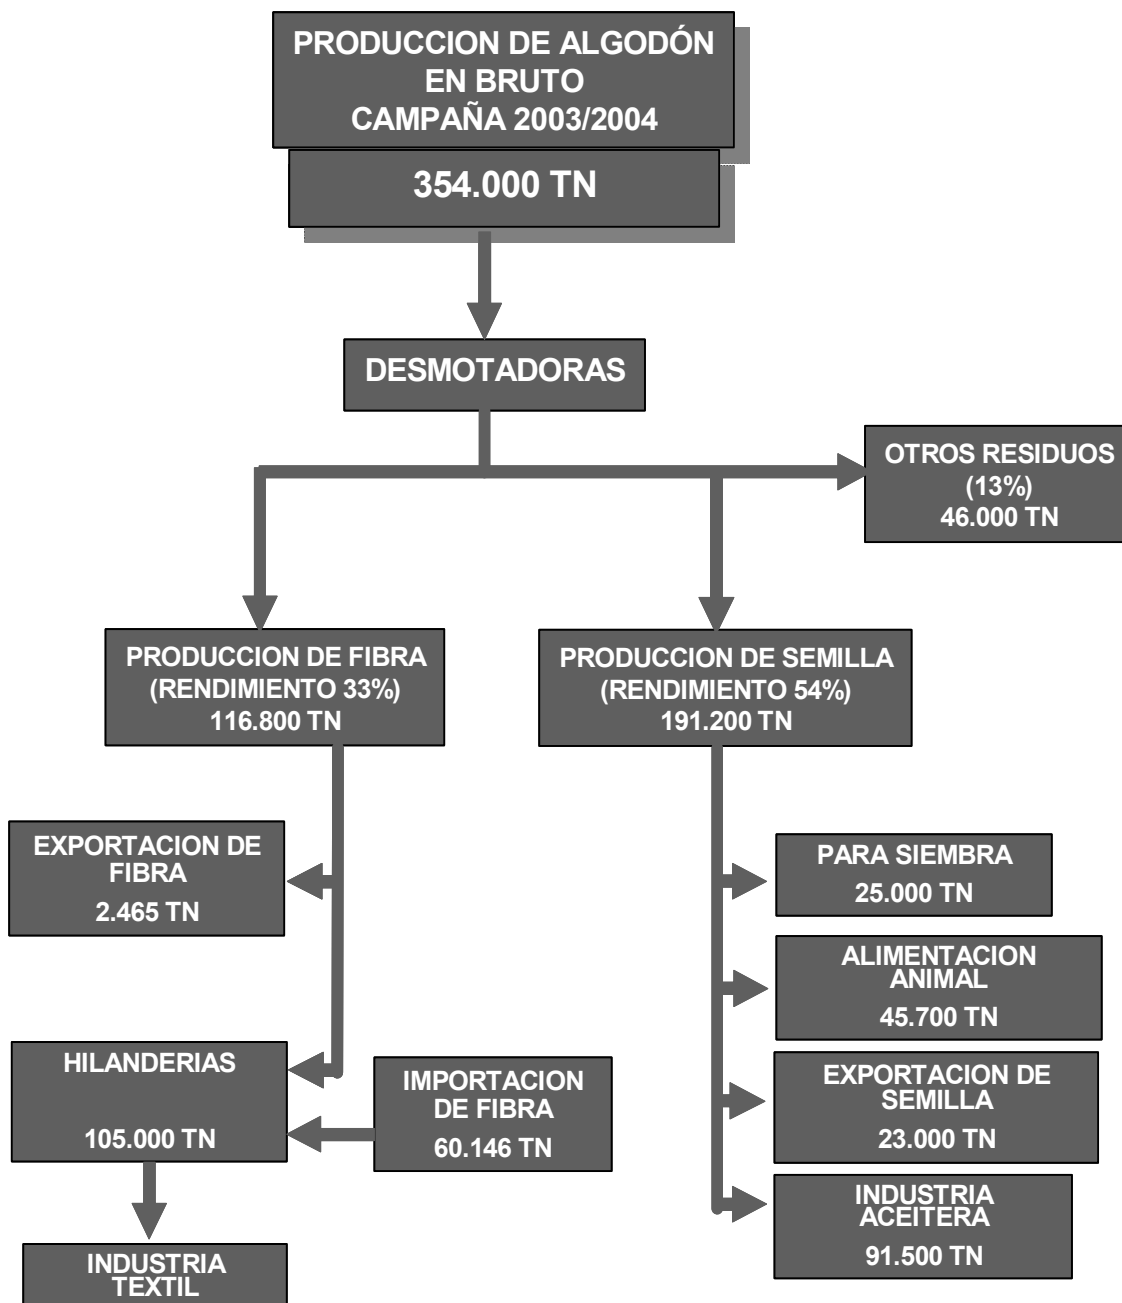 PRODUCCION DE ALGODÓN
EN BRUTO
CAMPAÑA 2003/2004
354.000 TN
DESMOTADORAS
OTROS RESIDUOS
(13%)
46.000 TN
PRODUCCION DE FIBRA
(RENDIMIENTO 33%)
116.800 TN
PRODUCCION DE SEMILLA
(RENDIMIENTO 54%)
191.200 TN
EXPORTACION DE
FIBRA
2.465 TN
PARA SIEMBRA
25.000 TN
ALIMENTACION
ANIMAL
45.700 TN
HILANDERIAS
105.000 TN
IMPORTACION
DE FIBRA
60.146 TN
EXPORTACION DE
SEMILLA
23.000 TN
INDUSTRIA
ACEITERA
91.500 TN
INDUSTRIA
TEXTIL